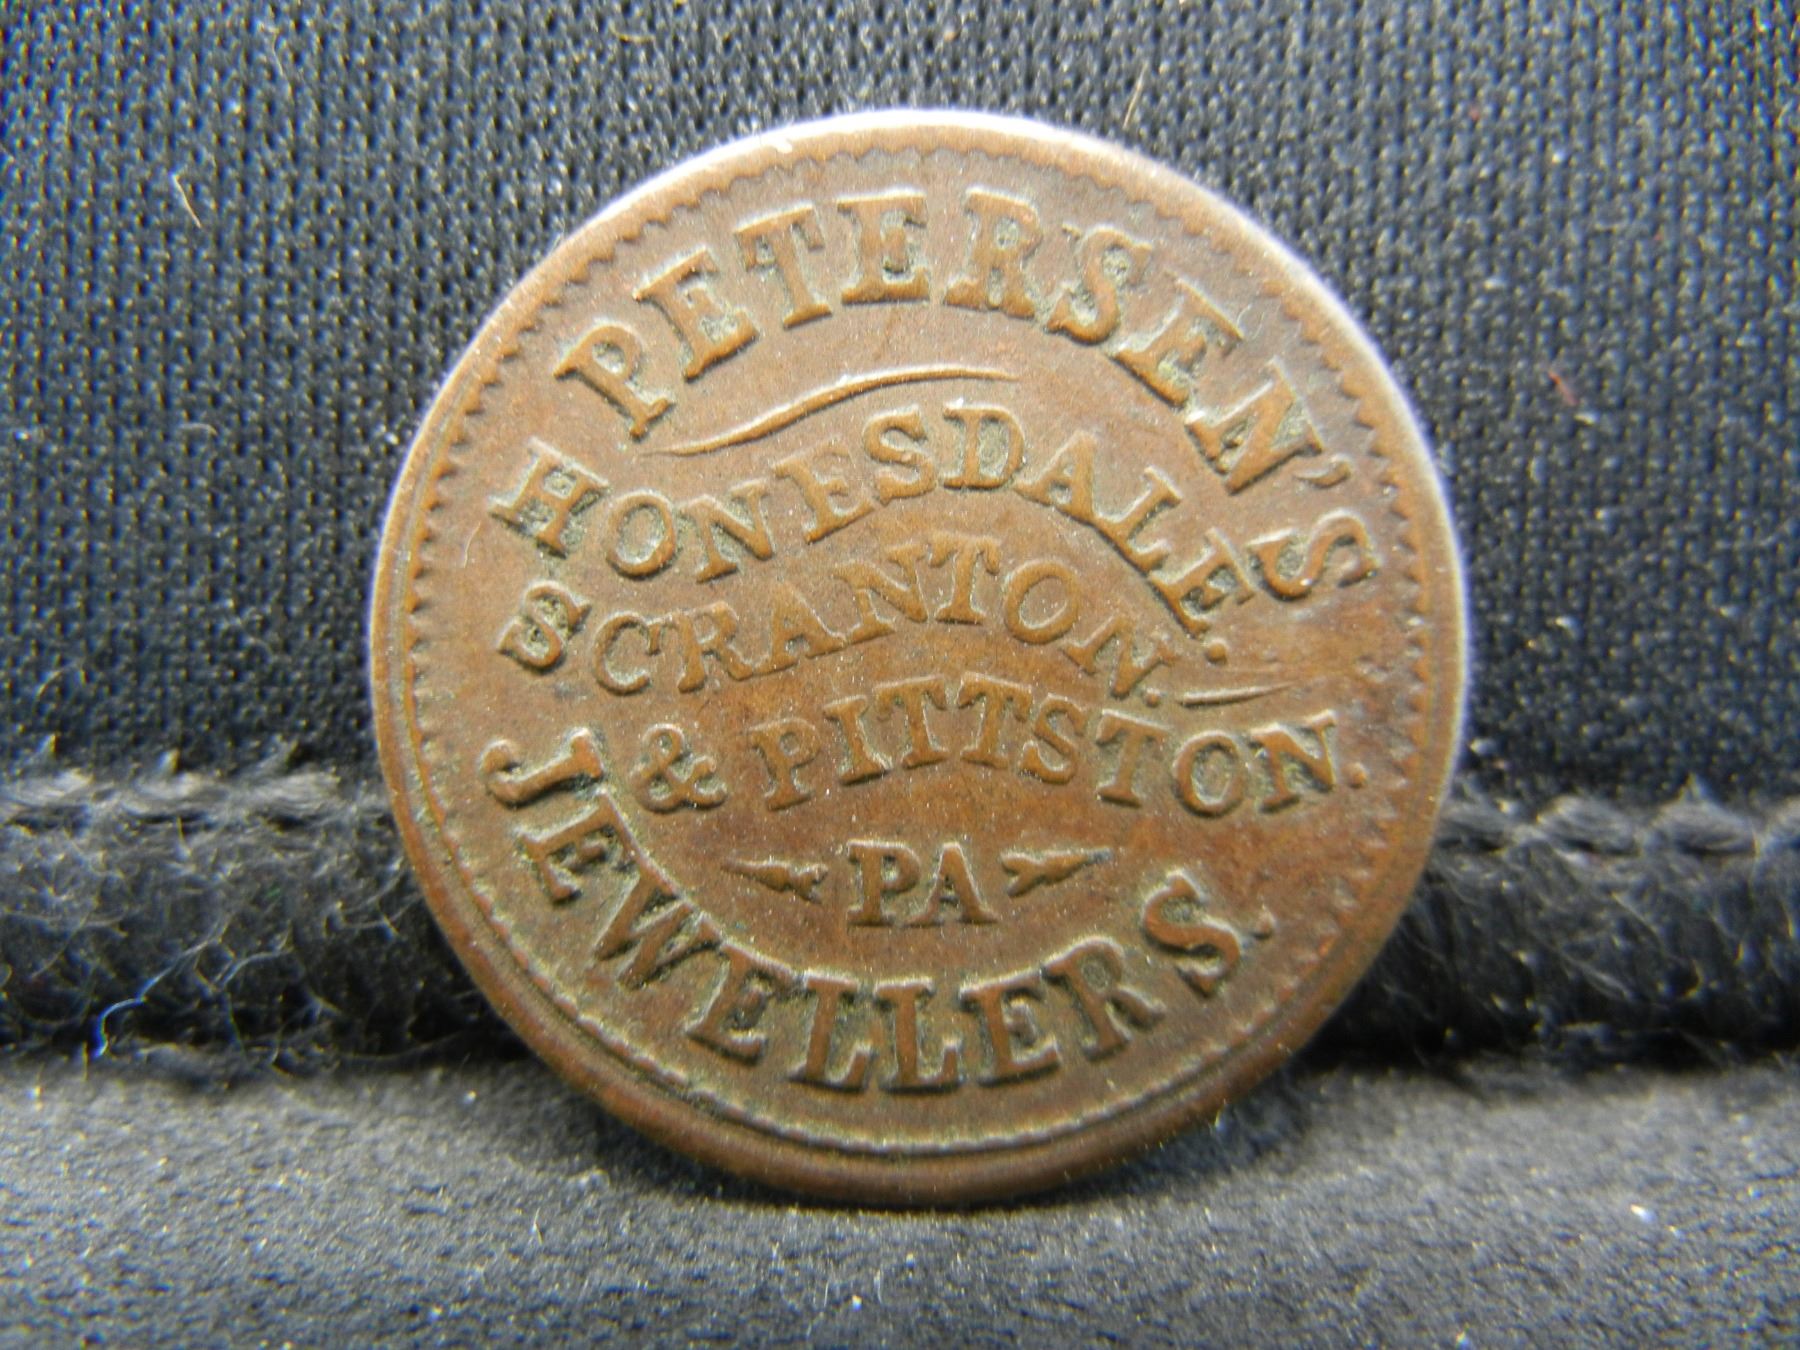 PETERSEN'S
HONESDALE.
SCRANTON.
& PITTSTON.
PA
JEWELLERS.